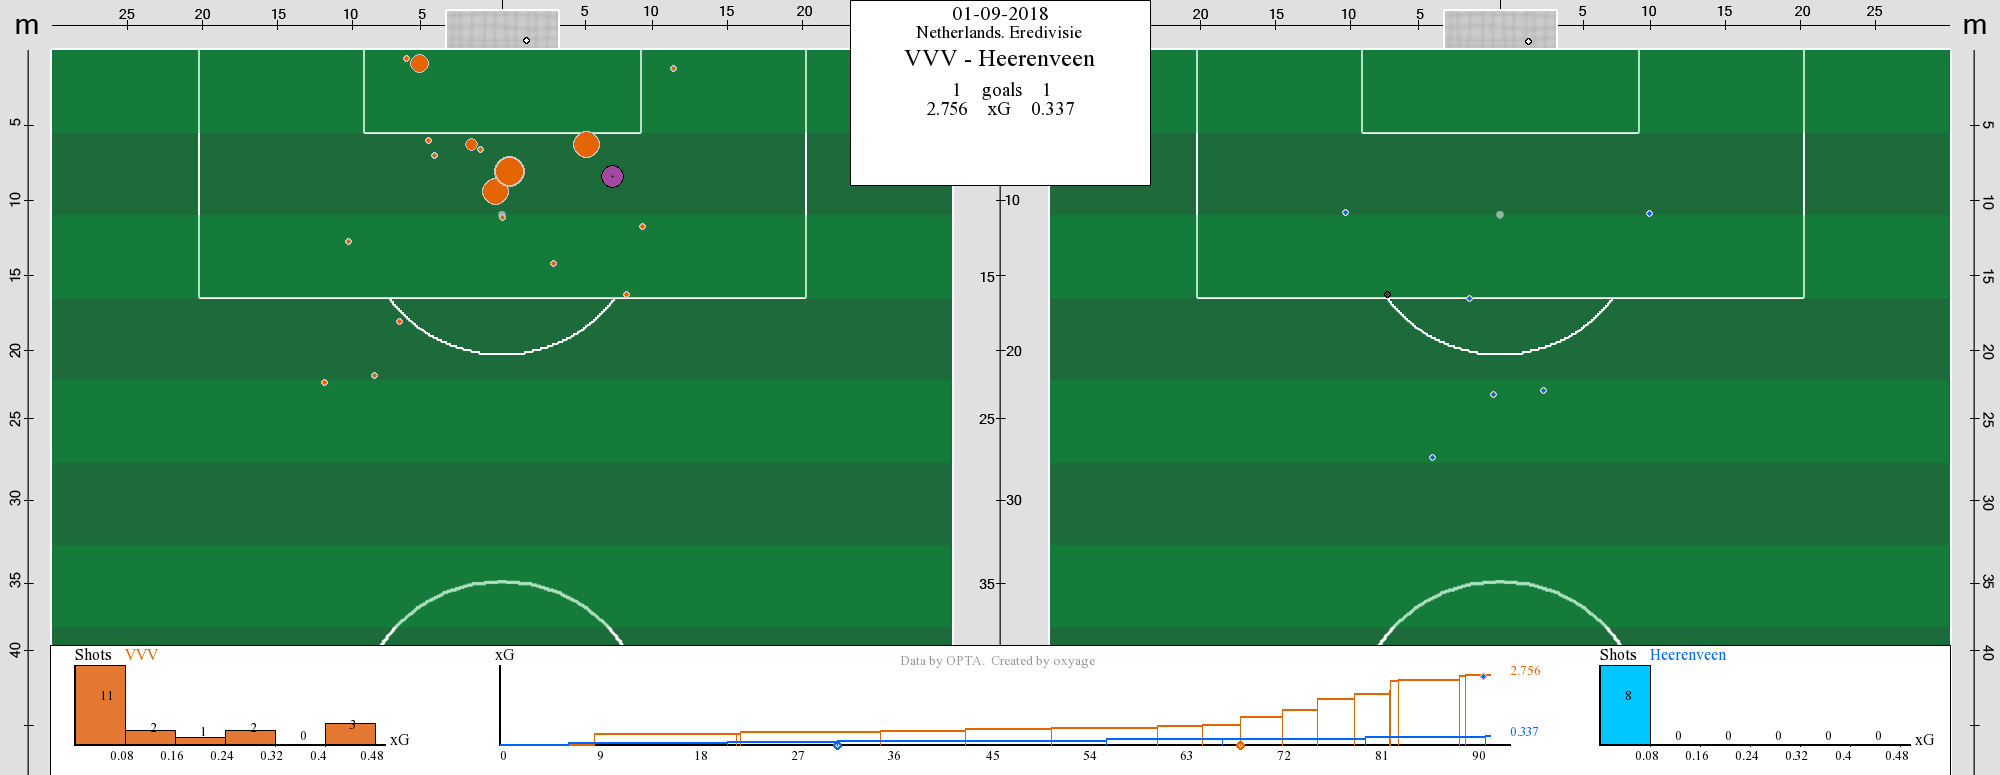 25 20 15 10 5 5 10 15 20 20 15 10 5 5 10 15 20 25
m m
01-09-2018
Netherlands. Eredivisie
VVV - Heerenveen
1 goals 1
2.756 xG 0.337
5 5
10 10 10
15 15 15
20 20 20
25 25 25
30 30 30
35 35 35
40 40
Shots VVV
11 2 1 2 0 3
xG
0.08 0.16 0.24 0.32 0.4 0.48
xG
Data by OPTA. Created by oxyage
2.756
0.337
0 9 18 27 36 45 54 63 72 81 90
Shots Heerenveen
8 0 0 0 0 0
xG
0.08 0.16 0.24 0.32 0.4 0.48